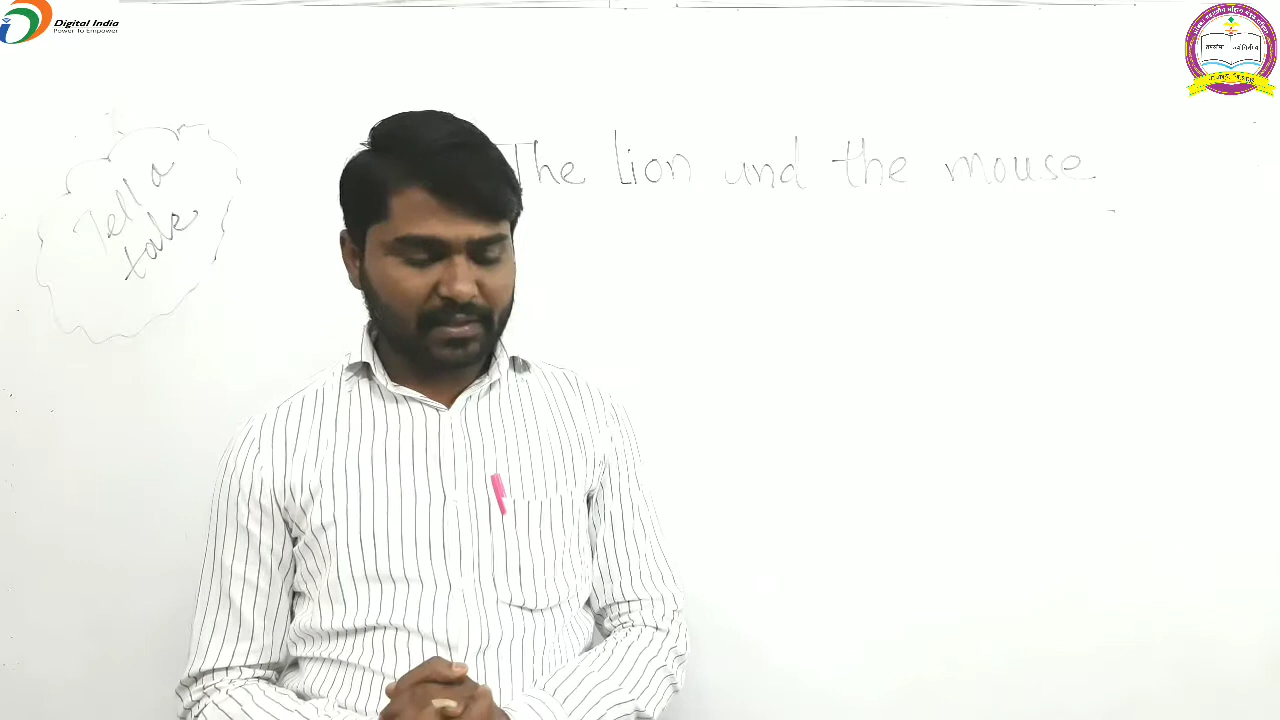 Digital India
Power To Empower
Tell a
tale
The lion and the mouse